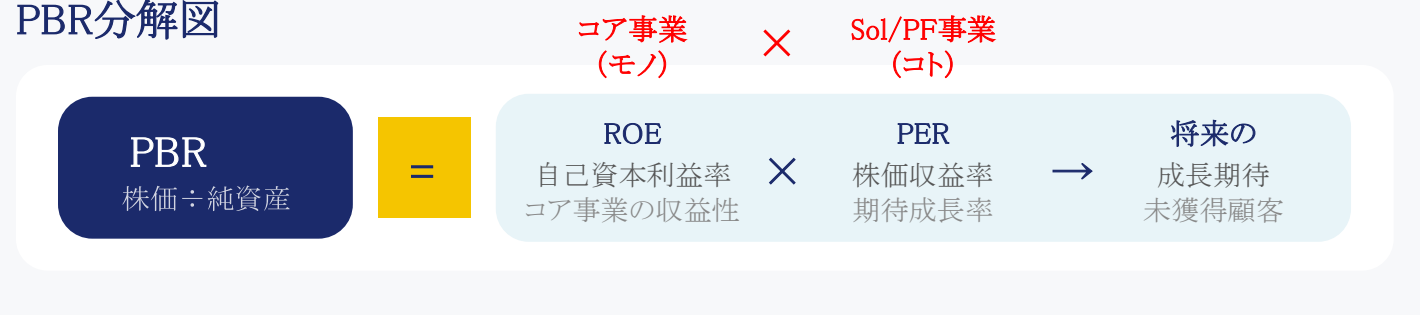 PBR分解図
コア事業 × Sol/PF事業
(モノ) (コト)
PBR
株価÷純資産
=
ROE × PER → 将来の
自己資本利益率 株価収益率 成長期待
コア事業の収益性 期待成長率 未獲得顧客